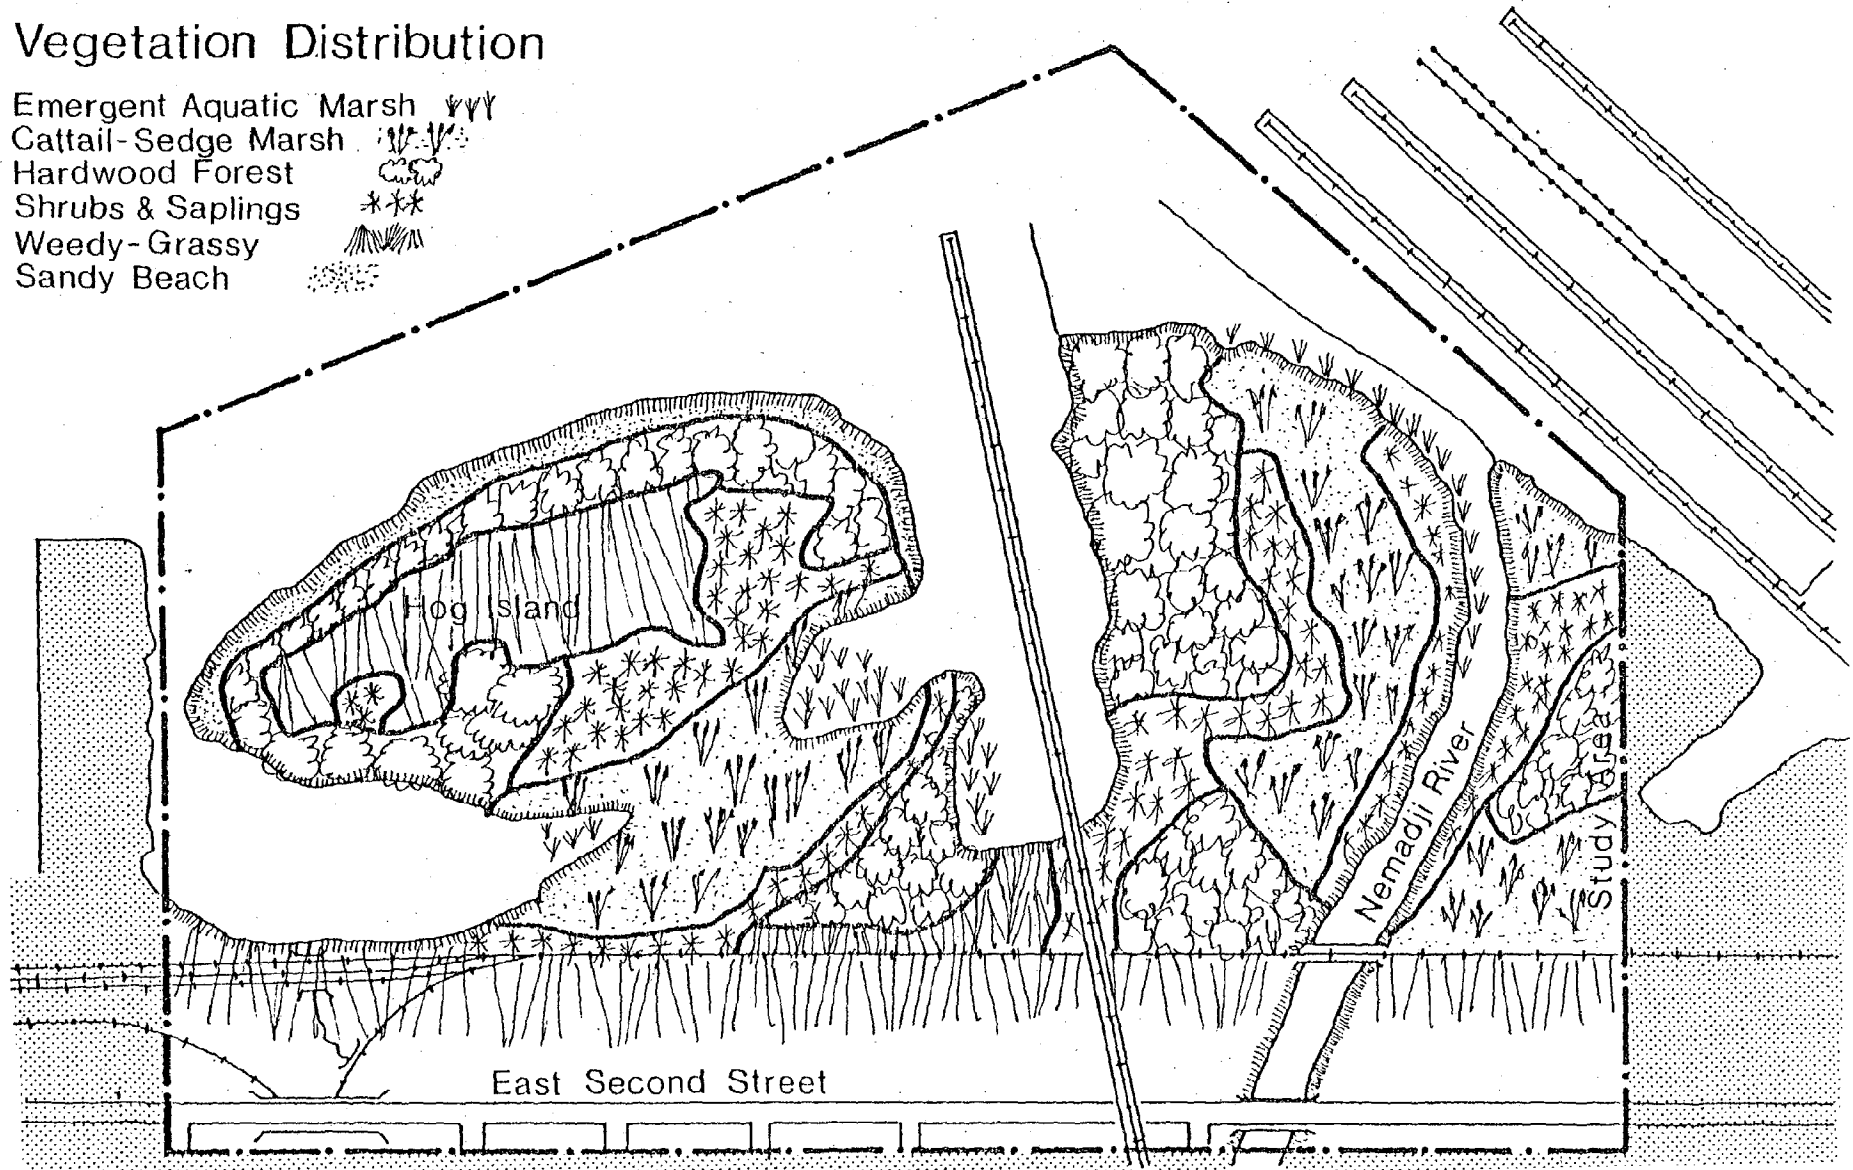 Vegetation Distribution
Emergent Aquatic Marsh
Cattail-Sedge Marsh
Hardwood Forest
Shrubs & Saplings
Weedy-Grassy
Sandy Beach
Hog Island
Nemadji River
Study Area
East Second Street